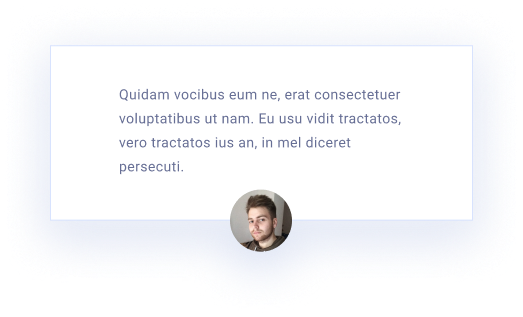 Quidam vocibus eum ne, erat consectetuer
voluptatibus ut nam. Eu usu vidit tractatos,
vero tractatos ius an, in mel diceret
persecuti.